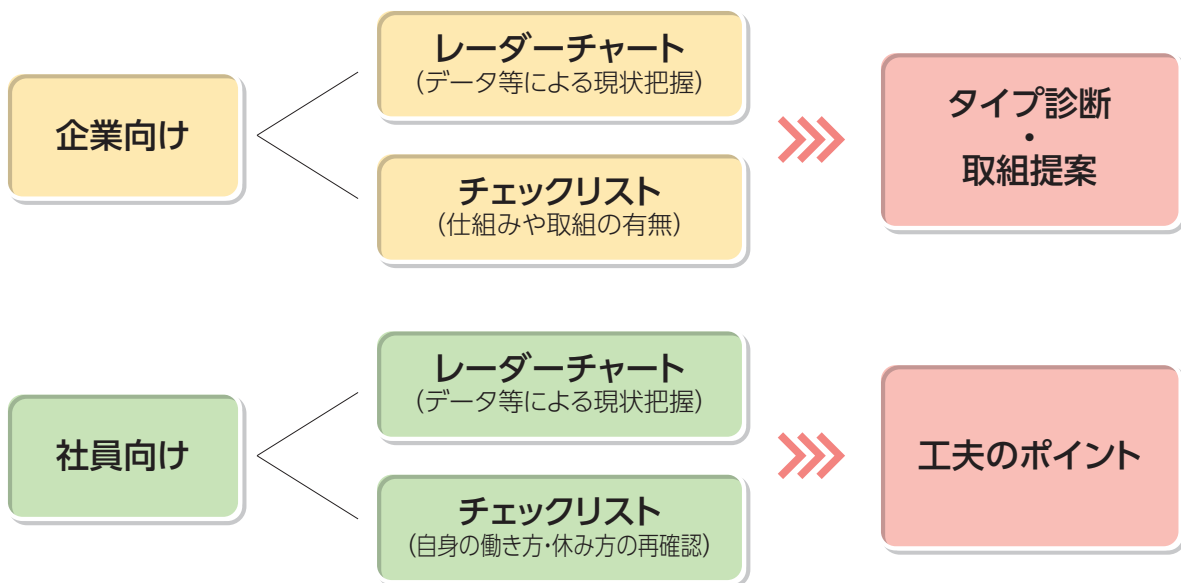 企業向け
レーダーチャート
(データ等による現状把握)
チェックリスト
(仕組みや取組の有無)
タイプ診断
・
取組提案
社員向け
レーダーチャート
(データ等による現状把握)
チェックリスト
(自身の働き方・休み方の再確認)
工夫のポイント